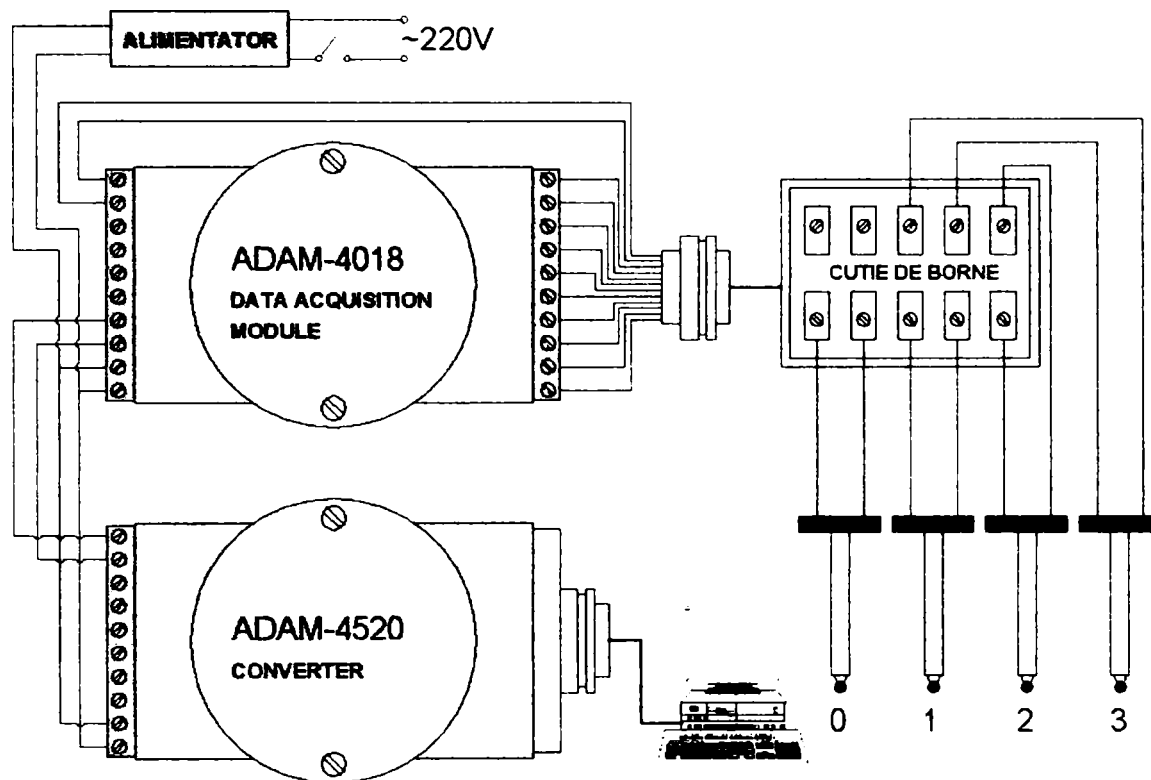 ALIMENTATOR
~220V
ADAM-4018
DATA ACQUISITION
MODULE
CUTIE DE BORNE
ADAM-4520
CONVERTER
0 1 2 3